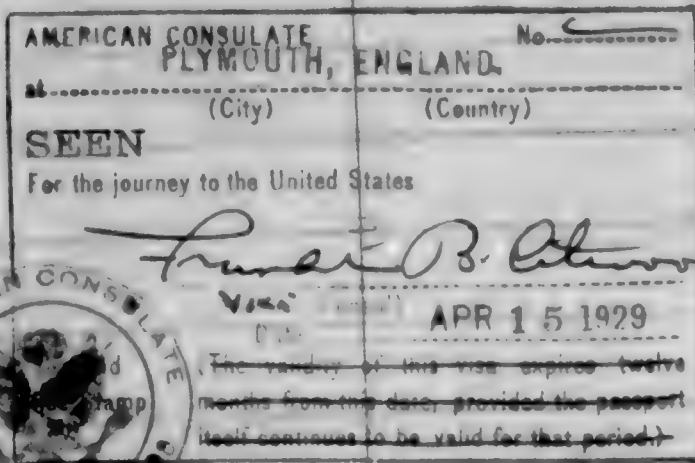 AMERICAN CONSULATE No.
PLYMOUTH, ENGLAND.
at
(City) (Country)
SEEN
For the journey to the United States
B.
APR 15 1929
The validity of this visa expires twelve
months from this date, provided the passport
itself continues to be valid for that period.)
CONSULATE